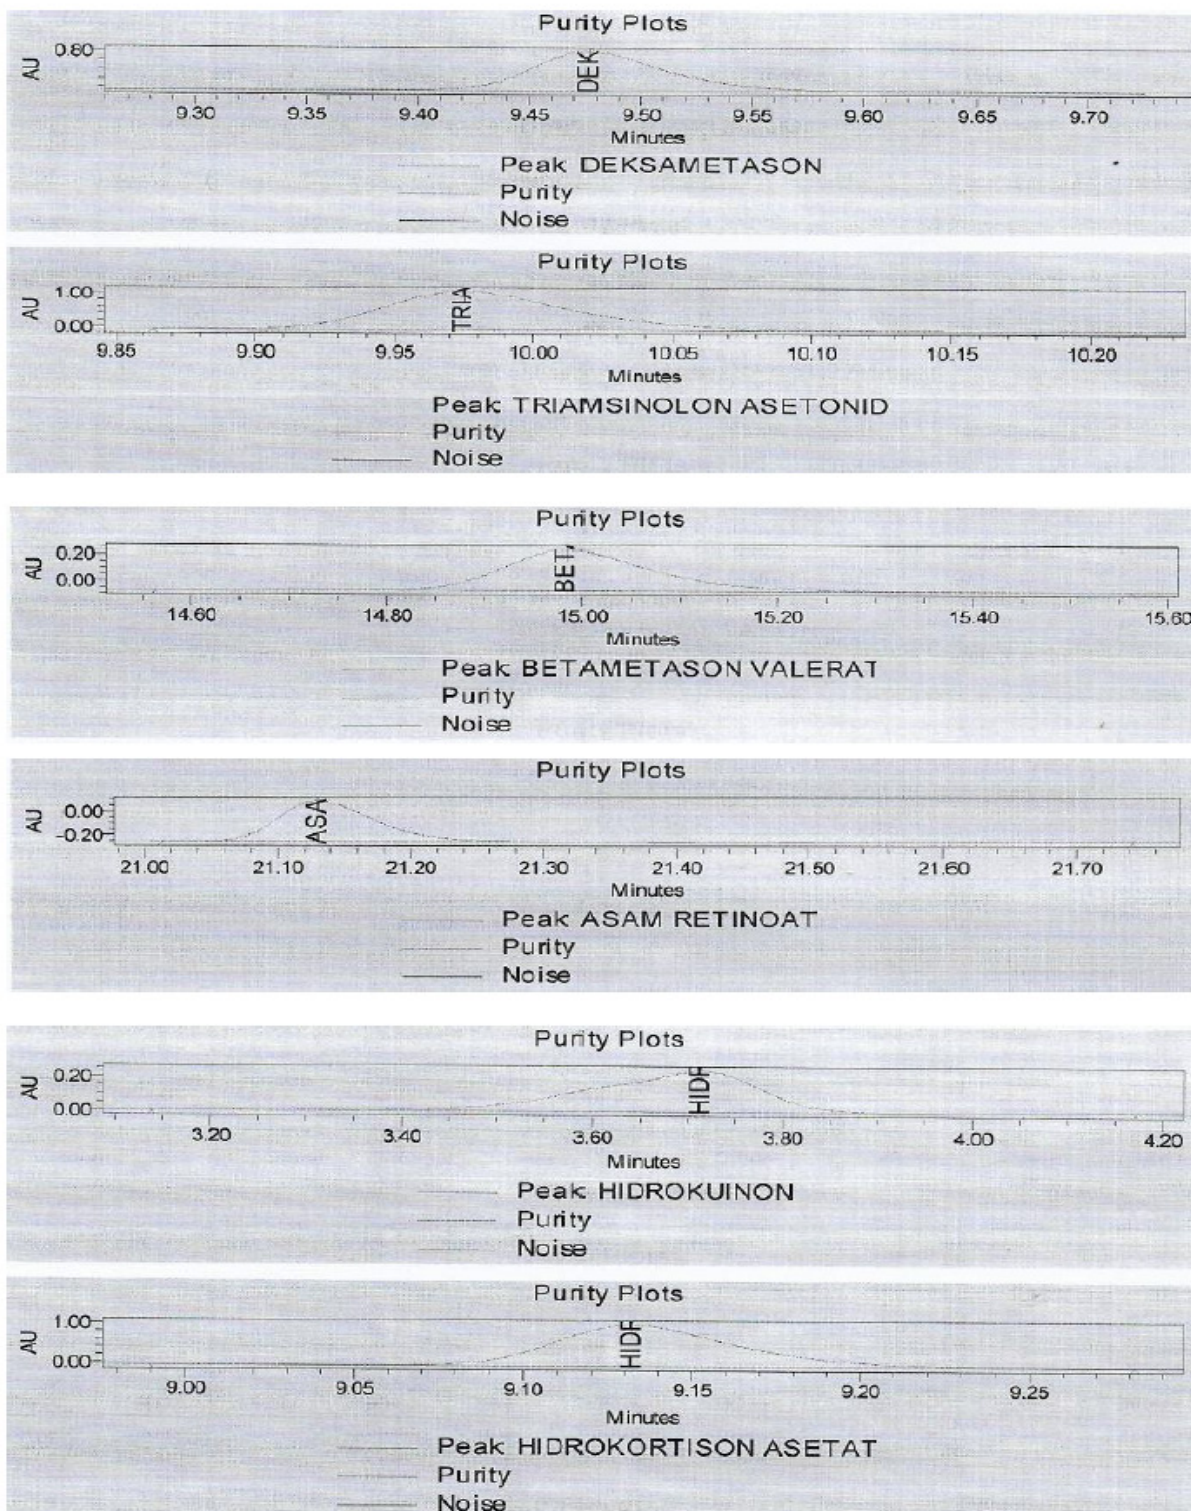 Purity Plots
AU
0.80
DEK
9.30 9.35 9.40 9.45 9.50 9.55 9.60 9.65 9.70
Minutes
Peak: DEKSAMETASON
Purity
Noise
Purity Plots
AU
1.00
0.00
TRIA
9.85 9.90 9.95 10.00 10.05 10.10 10.15 10.20
Minutes
Peak: TRIAMSINOLON ASETONID
Purity
Noise
Purity Plots
AU
0.20
0.00
BET
14.60 14.80 15.00 15.20 15.40 15.60
Minutes
Peak: BETAMETASON VALERAT
Purity
Noise
Purity Plots
AU
0.00
-0.20
ASA
21.00 21.10 21.20 21.30 21.40 21.50 21.60 21.70
Minutes
Peak: ASAM RETINOAT
Purity
Noise
Purity Plots
AU
0.20
0.00
HIDR
3.20 3.40 3.60 3.80 4.00 4.20
Minutes
Peak: HIDROKUINON
Purity
Noise
Purity Plots
AU
1.00
0.00
HIDR
9.00 9.05 9.10 9.15 9.20 9.25
Minutes
Peak: HIDROKORTISON ASETAT
Purity
Noise